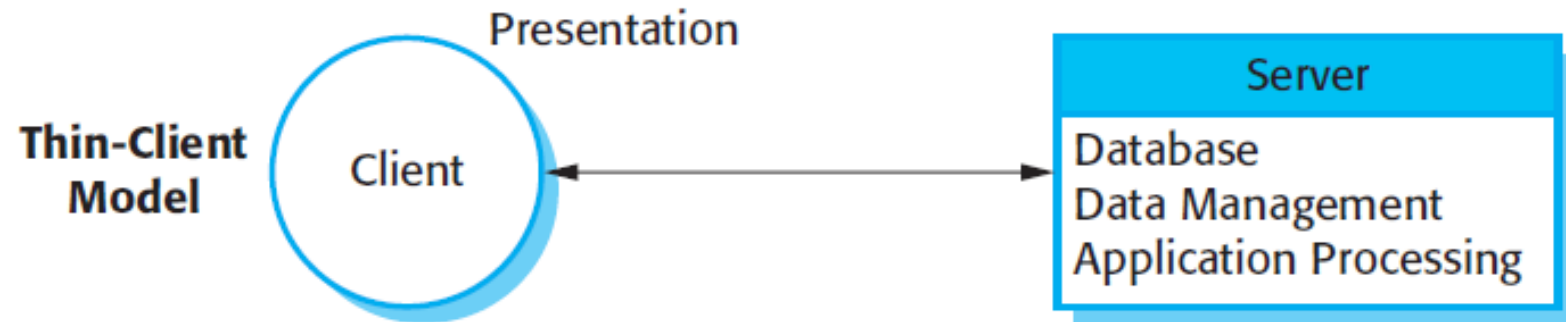 Presentation
Thin-Client
Model
Client
Server
Database
Data Management
Application Processing